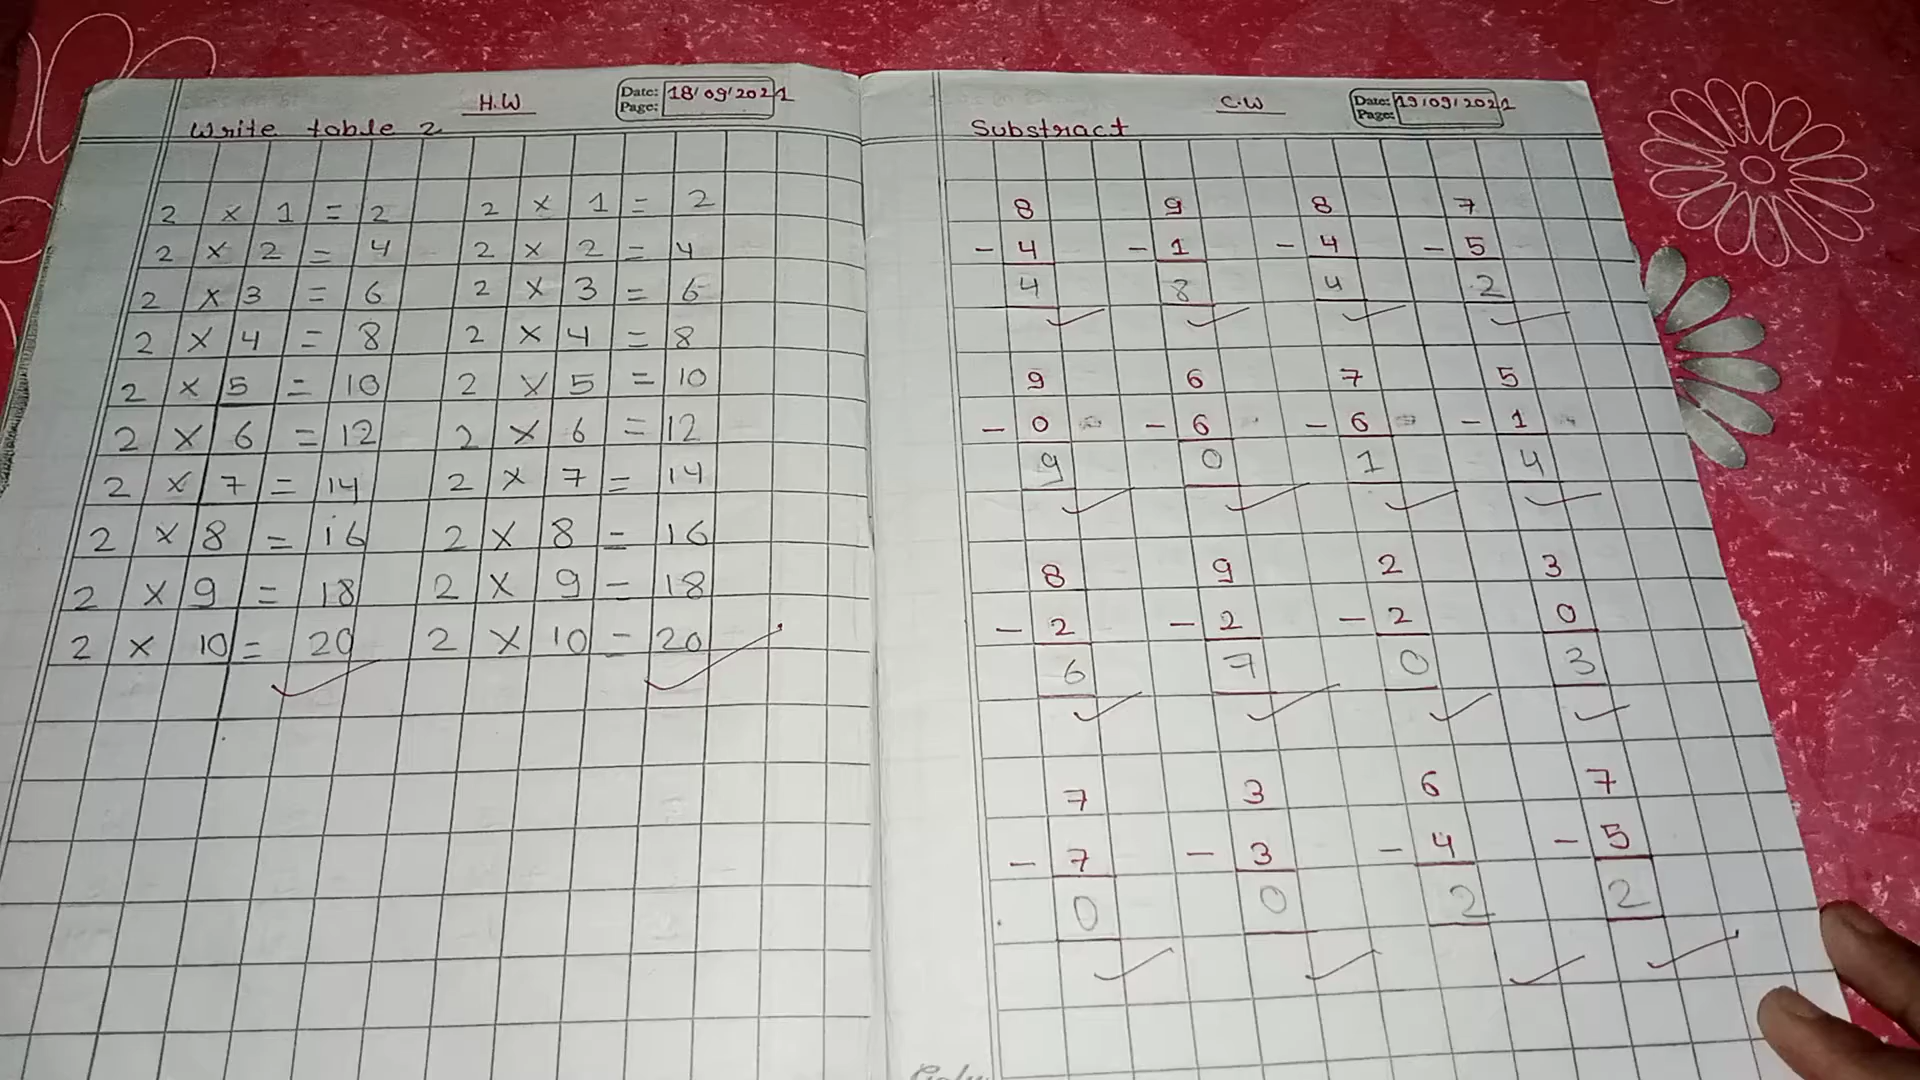 H.W
Date: 18/09/2021
Page:
Write table 2
2 × 1 = 2 2 × 1 = 2
2 × 2 = 4 2 × 2 = 4
2 × 3 = 6 2 × 3 = 6
2 × 4 = 8 2 × 4 = 8
2 × 5 = 10 2 × 5 = 10
2 × 6 = 12 2 × 6 = 12
2 × 7 = 14 2 × 7 = 14
2 × 8 = 16 2 × 8 = 16
2 × 9 = 18 2 × 9 = 18
2 × 10 = 20 2 × 10 = 20
C.W
Date: 19/09/2021
Page:
Substract
8 9 8 7
- 4 - 1 - 4 - 5
4 8 4 2
9 6 7 5
- 0 - 6 - 6 - 1
9 0 1 4
8 9 2 3
- 2 - 2 - 2 0
6 7 0 3
7 3 6 7
- 7 - 3 - 4 - 5
0 0 2 2